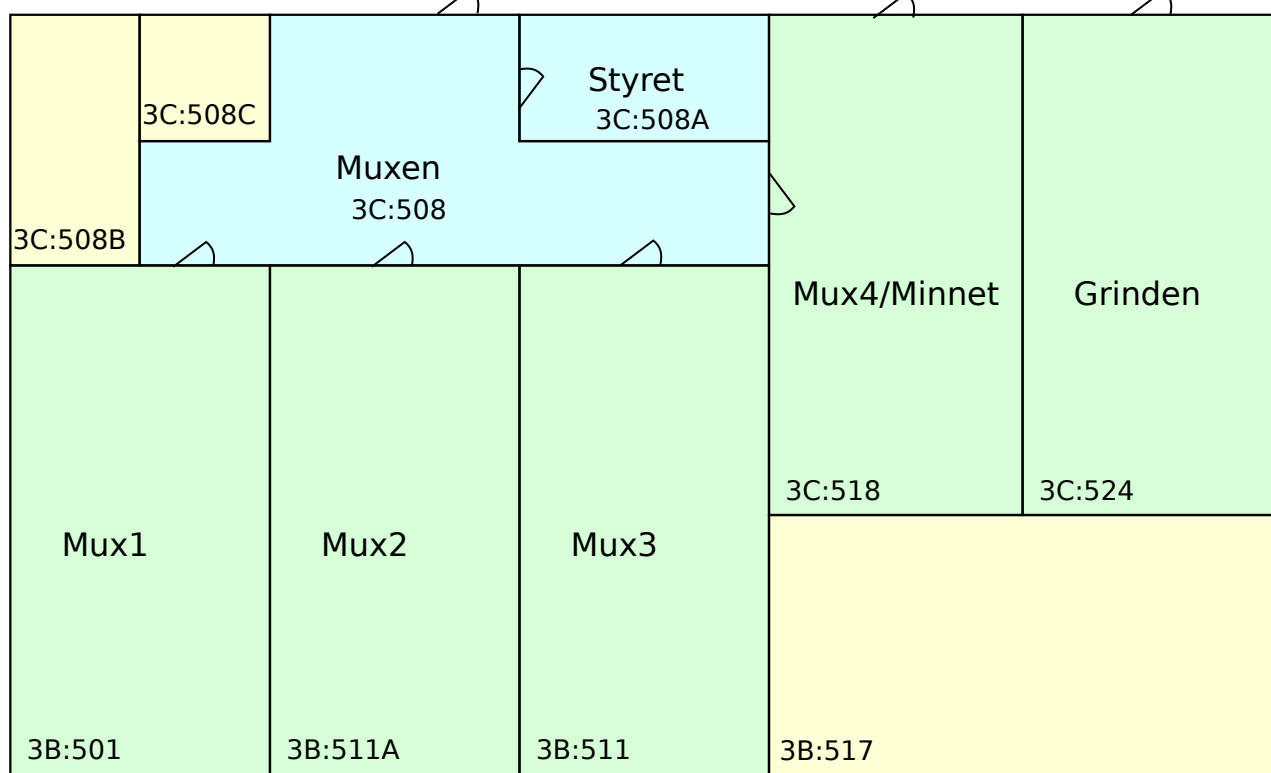 Styret
3C:508C
3C:508A
Muxen
3C:508
3C:508B
Mux4/Minnet
Grinden
3C:518
3C:524
Mux1
Mux2
Mux3
3B:501
3B:511A
3B:511
3B:517